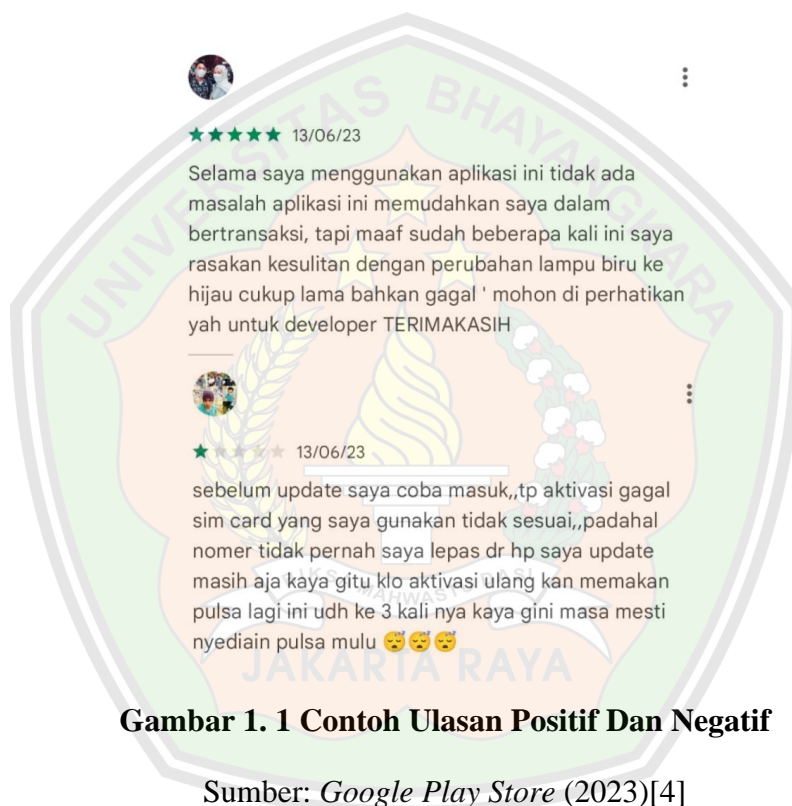 UNIVERSITAS BHAYANGKARA
13/06/23
Selama saya menggunakan aplikasi ini tidak ada
masalah aplikasi ini memudahkan saya dalam
bertransaksi, tapi maaf sudah beberapa kali ini saya
rasakan kesulitan dengan perubahan lampu biru ke
hijau cukup lama bahkan gagal ' mohon di perhatikan
yah untuk developer TERIMAKASIH
13/06/23
sebelum update saya coba masuk,,tp aktivasi gagal
sim card yang saya gunakan tidak sesuai,,padahal
nomer tidak pernah saya lepas dr hp saya update
masih aja kaya gitu klo aktivasi ulang kan memakan
pulsa lagi ini udh ke 3 kali nya kaya gini masa mesti
nyediain pulsa mulu 😴😴😴
JAKARTA RAYA
Gambar 1. 1 Contoh Ulasan Positif Dan Negatif
Sumber: Google Play Store (2023)[4]